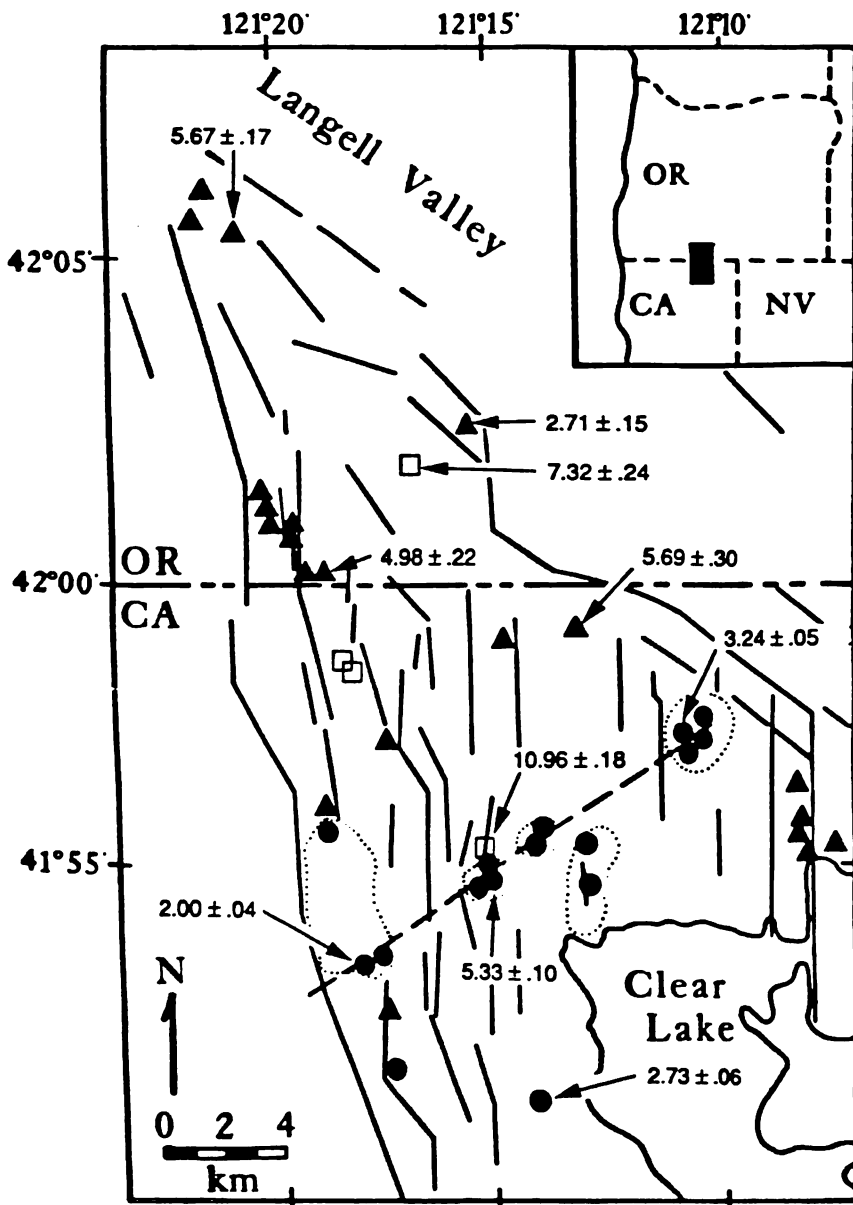 121°20'
121°15'
121°10'
Langell Valley
5.67 ± .17
OR
42°05'
CA
NV
2.71 ± .15
7.32 ± .24
OR
4.98 ± .22
5.69 ± .30
42°00'
CA
3.24 ± .05
10.96 ± .18
41°55'
2.00 ± .04
N
5.33 ± .10
Clear
Lake
2.73 ± .06
0 2 4
km